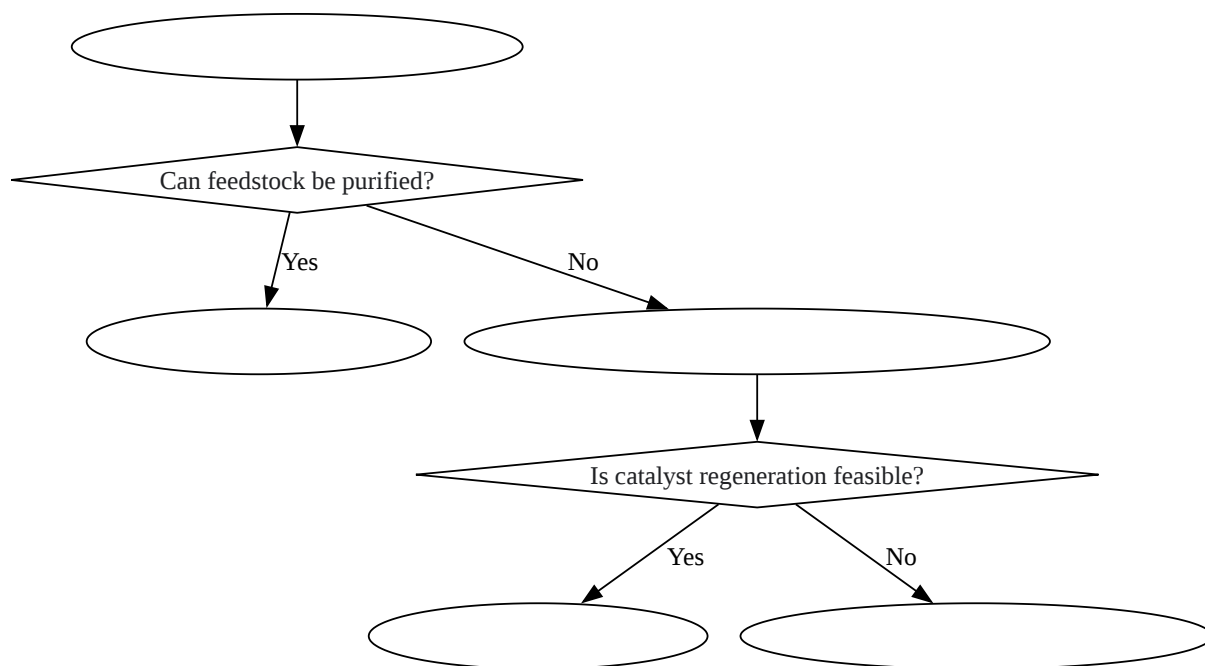 Can feedstock be purified?
Yes
No
Is catalyst regeneration feasible?
Yes
No